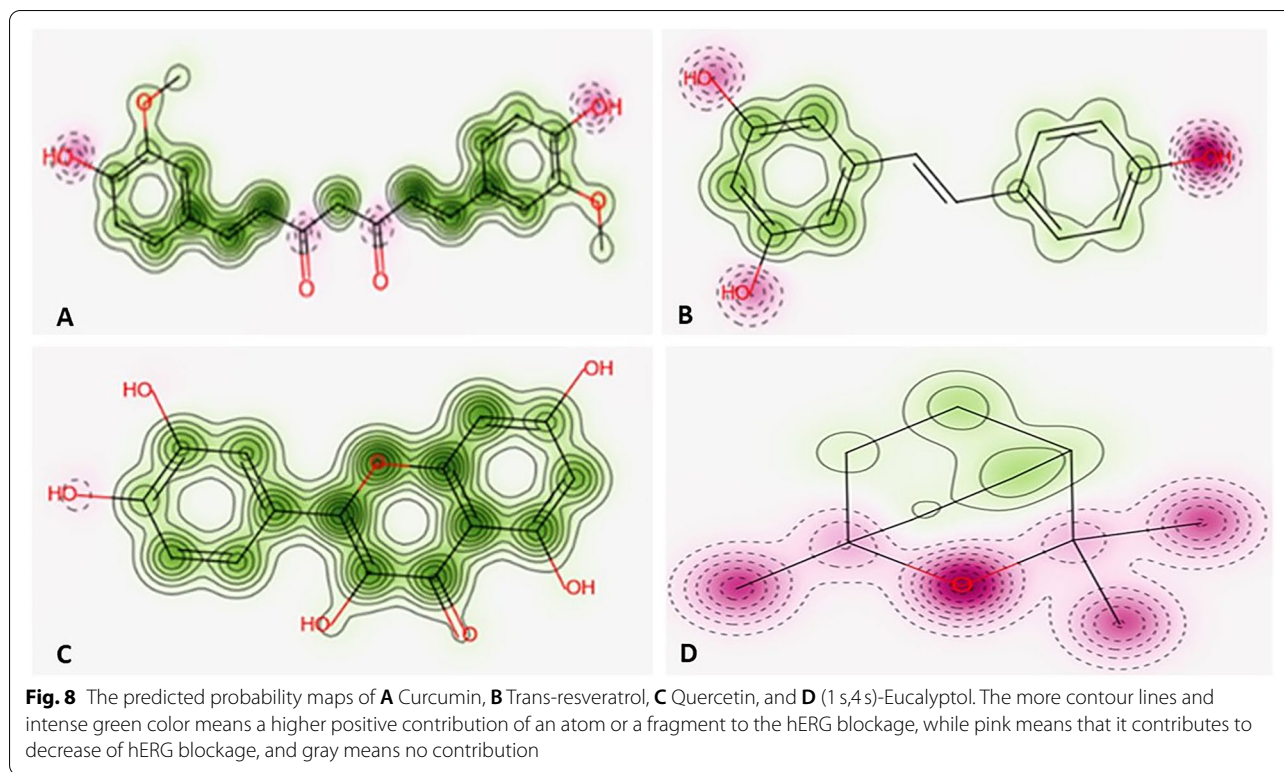 O
HO
OH
O
O
O
A
HO
OH
HO
B
HO
OH
O
HO
OH
HO
O
C
O
D
Fig. 8 The predicted probability maps of A Curcumin, B Trans-resveratrol, C Quercetin, and D (1 s,4 s)-Eucalyptol. The more contour lines and
intense green color means a higher positive contribution of an atom or a fragment to the hERG blockage, while pink means that it contributes to
decrease of hERG blockage, and gray means no contribution